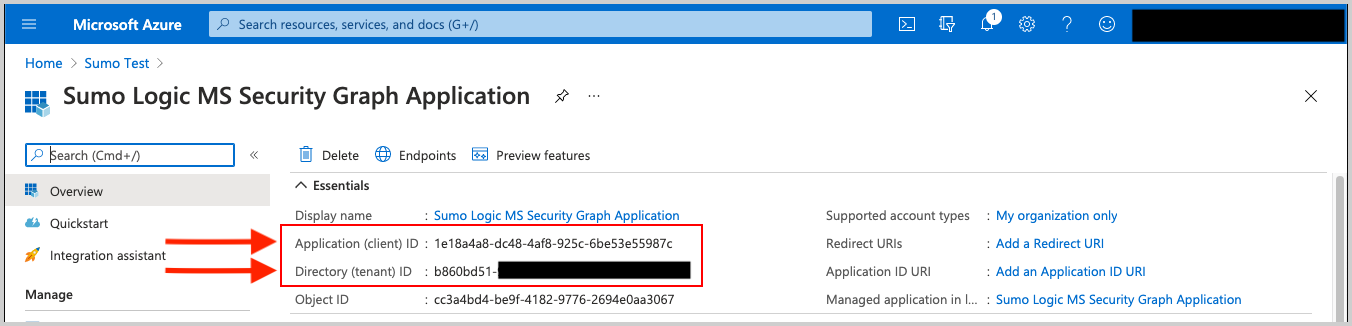 Microsoft Azure
Search resources, services, and docs (G+/)
1
Home > Sumo Test >
Sumo Logic MS Security Graph Application
Search (Cmd+/)
Delete
Endpoints
Preview features
Overview
Essentials
Quickstart
Display name : Sumo Logic MS Security Graph Application
Supported account types : My organization only
Integration assistant
Application (client) ID : 1e18a4a8-dc48-4af8-925c-6be53e55987c
Redirect URIs : Add a Redirect URI
Directory (tenant) ID : b860bd51-
Application ID URI : Add an Application ID URI
Manage
Object ID : cc3a4bd4-be9f-4182-9776-2694e0aa3067
Managed application in l... : Sumo Logic MS Security Graph Application